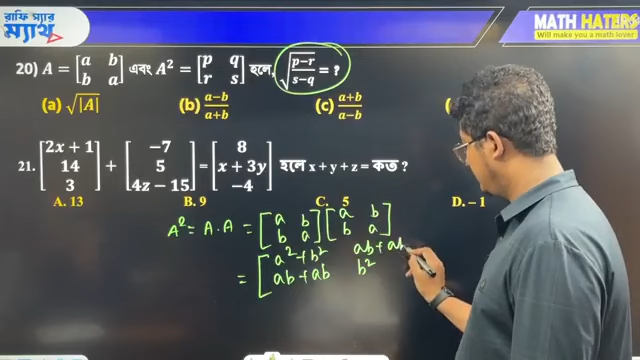 রাফি স্যার
ম্যাথ
MATH HATERS
Will make you a math lover
20) A = [a b; b a] এবং A² = [p q; r s] হলে, √(p−r)/(s−q) = ?
(a) √|A| (b) (a−b)/(a+b) (c) (a+b)/(a−b) (
21. [2x + 1; 14; 3] + [−7; 5; 4z − 15] = [8; x + 3y; −4] হলে x + y + z = কত ?
A. 13 B. 9 C. 5 D. – 1
A² = A . A = [a b; b a] [a b; b a]
= [a² + b² ab + ab; ab + ab b²